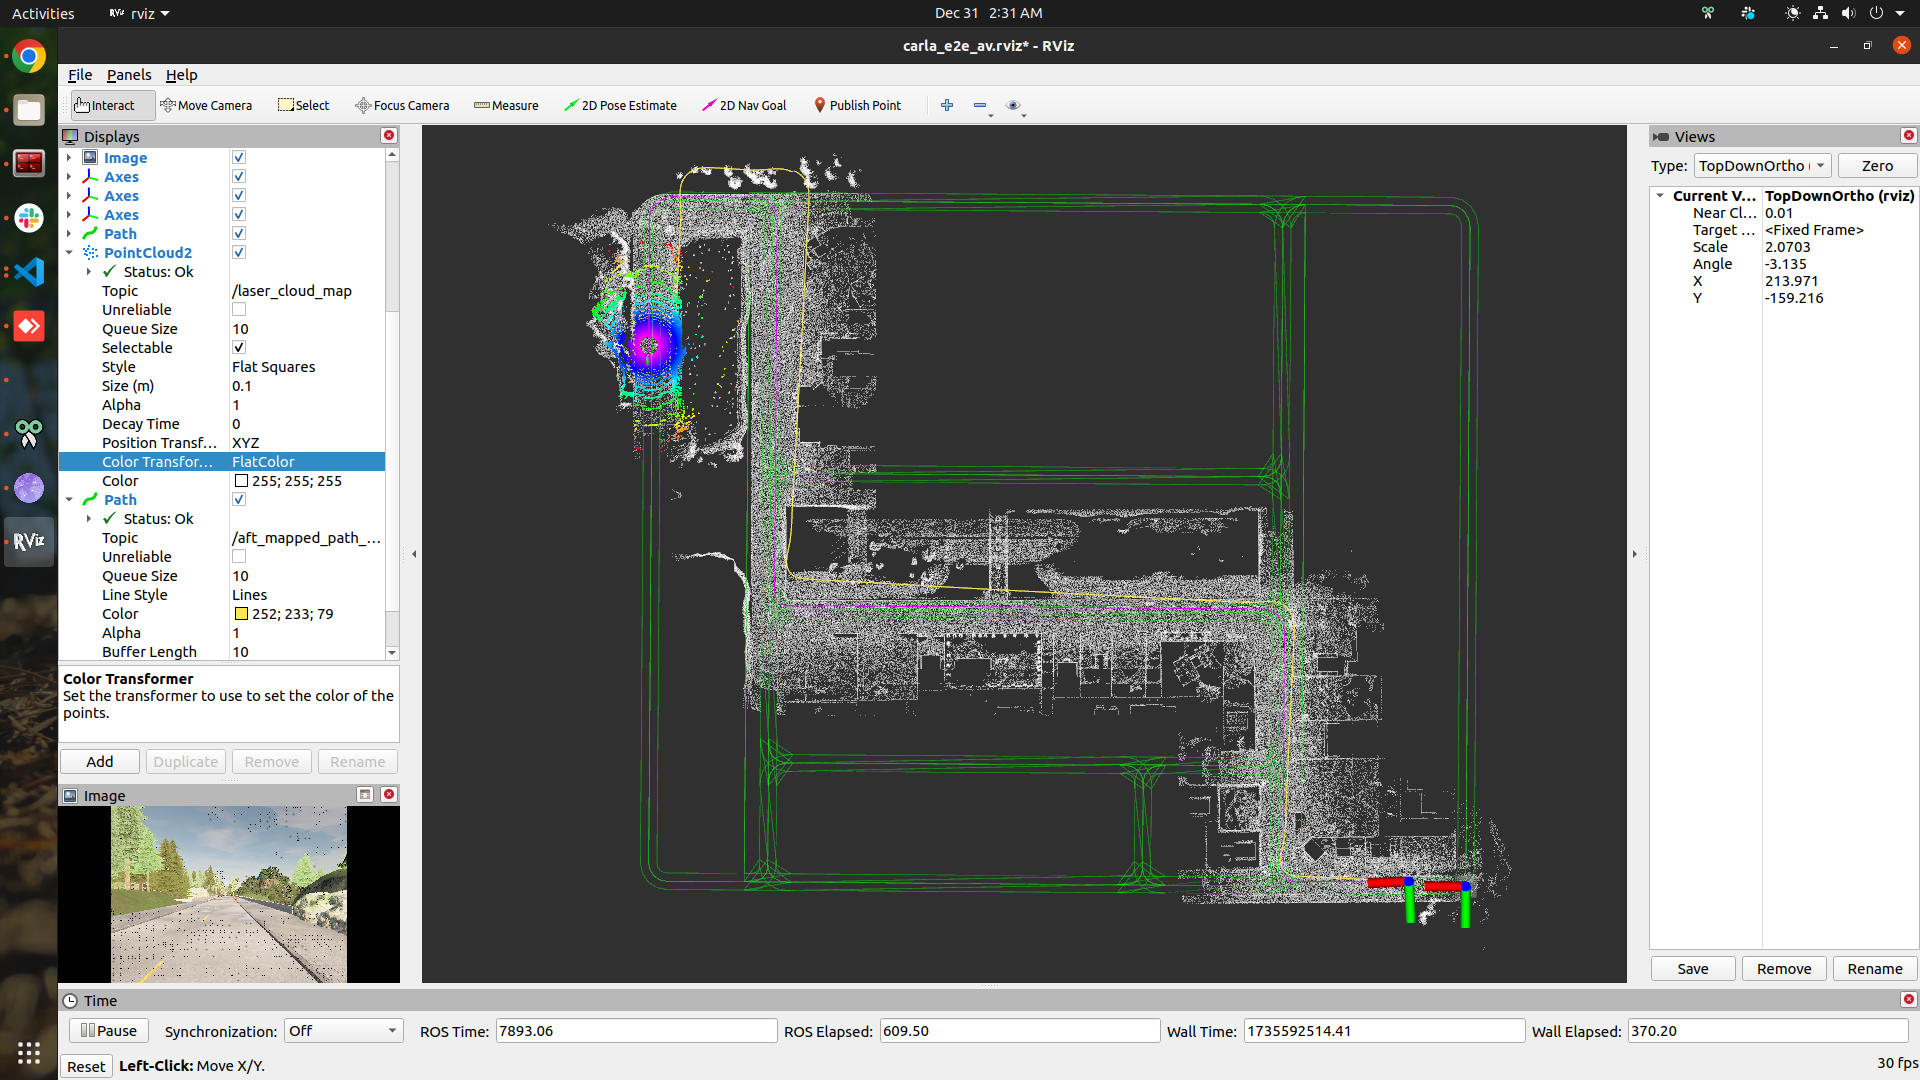 Activities
RViz rviz
Dec 31 2:31 AM
carla_e2e_av.rviz* - RViz
File Panels Help
Interact Move Camera Select Focus Camera Measure 2D Pose Estimate 2D Nav Goal Publish Point
Displays
Image
Axes
Axes
Axes
Path
PointCloud2
Status: Ok
Topic /laser_cloud_map
Unreliable
Queue Size 10
Selectable
Style Flat Squares
Size (m) 0.1
Alpha 1
Decay Time 0
Position Transf... XYZ
Color Transfor... FlatColor
Color 255; 255; 255
Path
Status: Ok
Topic /aft_mapped_path_...
Unreliable
Queue Size 10
Line Style Lines
Color 252; 233; 79
Alpha 1
Buffer Length 10
Color Transformer
Set the transformer to use to set the color of the
points.
Add Duplicate Remove Rename
Image
RViz
Views
Type: TopDownOrtho ( Zero
Current V... TopDownOrtho (rviz)
Near Cl... 0.01
Target ... <Fixed Frame>
Scale 2.0703
Angle -3.135
X 213.971
Y -159.216
Save Remove Rename
Time
Pause Synchronization: Off ROS Time: 7893.06 ROS Elapsed: 609.50 Wall Time: 1735592514.41 Wall Elapsed: 370.20
Reset Left-Click: Move X/Y. 30 fps